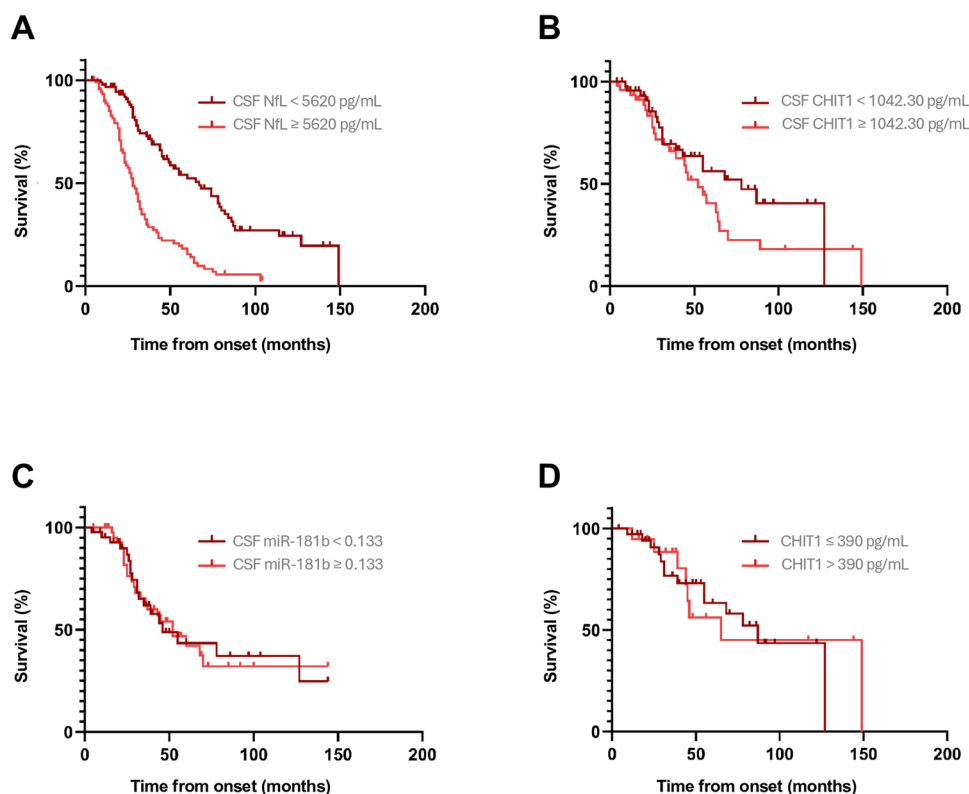 A
CSF NfL < 5620 pg/mL
CSF NfL ≥ 5620 pg/mL
Survival (%)
100
50
0
0 50 100 150 200
Time from onset (months)
B
CSF CHIT1 < 1042.30 pg/mL
CSF CHIT1 ≥ 1042.30 pg/mL
Survival (%)
100
50
0
0 50 100 150 200
Time from onset (months)
C
CSF miR-181b < 0.133
CSF miR-181b ≥ 0.133
Survival (%)
100
50
0
0 50 100 150 200
Time from onset (months)
D
CHIT1 ≤ 390 pg/mL
CHIT1 > 390 pg/mL
Survival (%)
100
50
0
0 50 100 150 200
Time from onset (months)